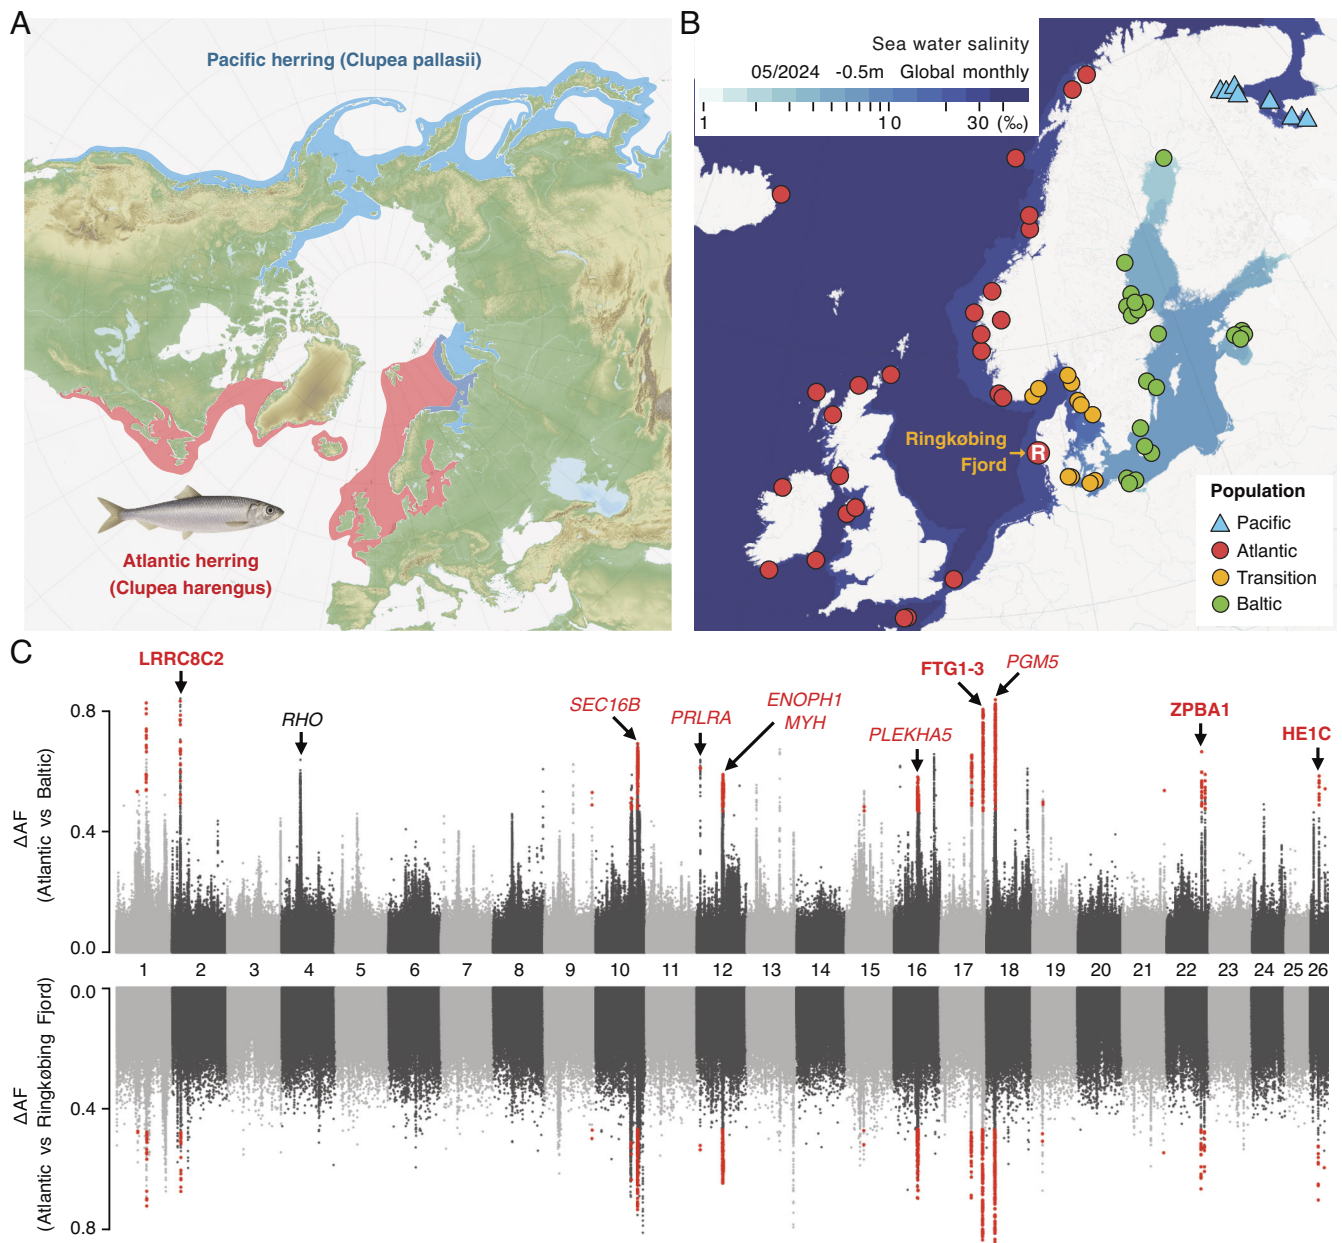 A
Pacific herring (Clupea pallasii)
Atlantic herring
(Clupea harengus)
B
Sea water salinity
05/2024 -0.5m Global monthly
1 10 30 (‰)
Ringkøbing
Fjord
R
Population
Pacific
Atlantic
Transition
Baltic
C
LRRC8C2
RHO
SEC16B
PRLRA
ENOPH1
MYH
PLEKHA5
FTG1-3
PGM5
ZPBA1
HE1C
ΔAF
(Atlantic vs Baltic)
0.8
0.4
0.0
1 2 3 4 5 6 7 8 9 10 11 12 13 14 15 16 17 18 19 20 21 22 23 24 25 26
ΔAF
(Atlantic vs Ringkøbing Fjord)
0.0
0.4
0.8